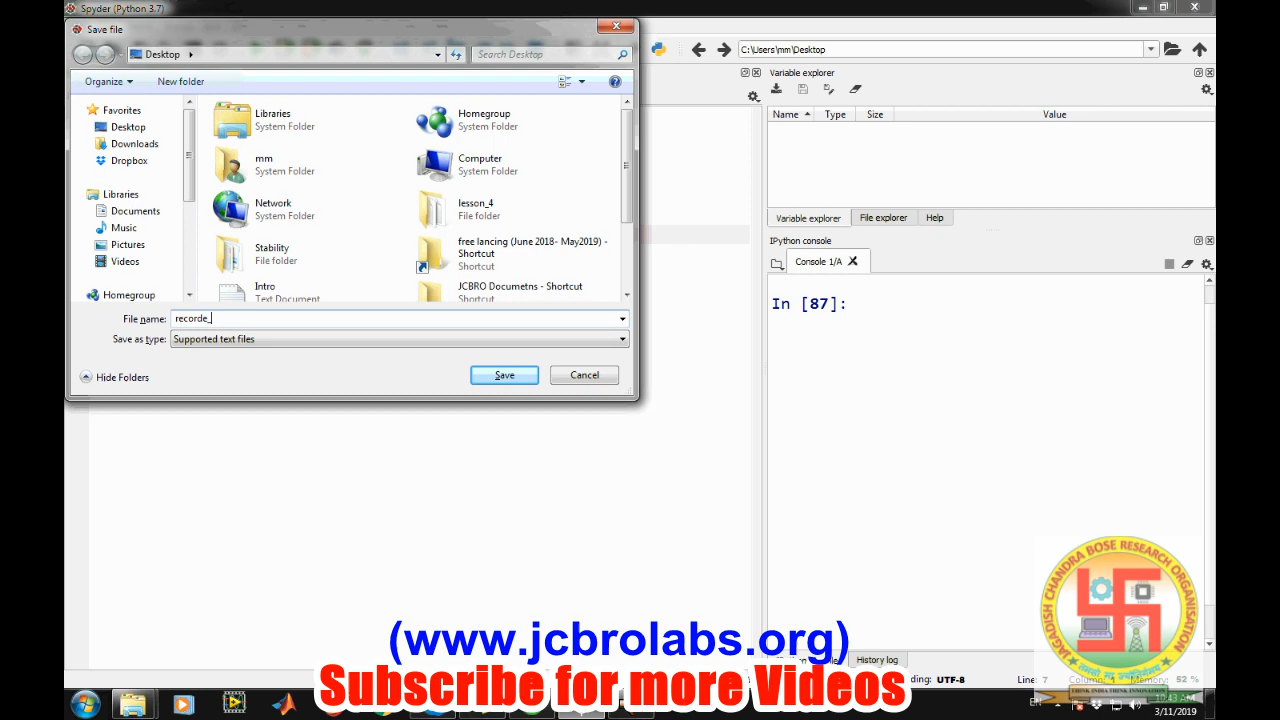 Spyder (Python 3.7)
Save file
Desktop
Search Desktop
C:\Users\mm\Desktop
Organize
New folder
Variable explorer
Favorites
Desktop
Downloads
Dropbox
Libraries
Documents
Music
Pictures
Videos
Homegroup
Libraries
System Folder
Homegroup
System Folder
mm
System Folder
Computer
System Folder
Network
System Folder
lesson_4
File folder
Stability
File folder
free lancing (June 2018- May2019) -
Shortcut
Shortcut
Intro
Text Document
JCBRO Documetns - Shortcut
Shortcut
File name: recorde_
Save as type: Supported text files
Hide Folders
Save
Cancel
Name Type Size Value
Variable explorer File explorer Help
IPython console
Console 1/A
In [87]:
JAGADISH CHANDRA BOSE RESEARCH ORGANISATION
THINK INDIA THINK INNOVATION
(www.jcbrolabs.org)
History log
Subscribe for more Videos
UTF-8 Line: 7 52 %
EN
10:43 AM
3/11/2019